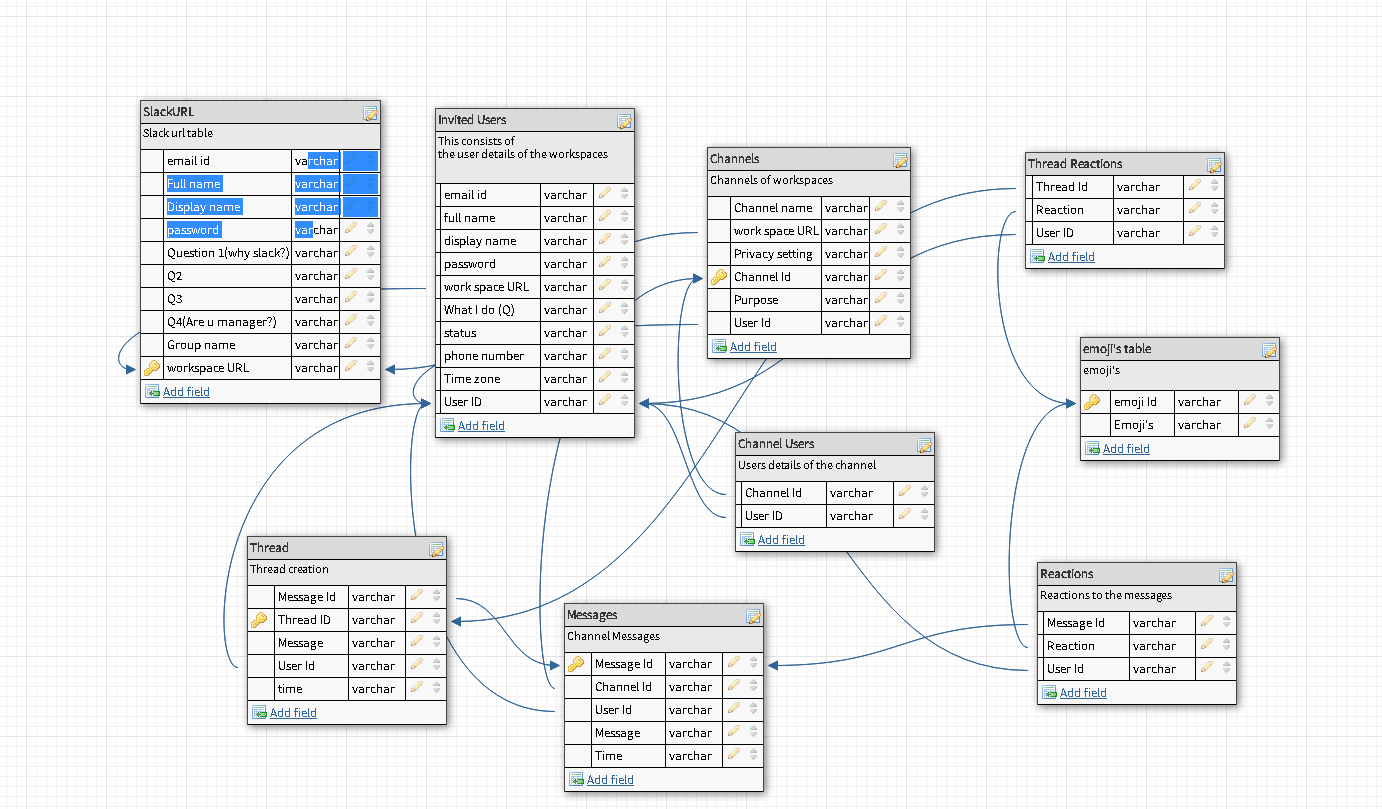 SlackURL
Slack url table
email id varchar
Full name varchar
Display name varchar
password varchar
Question 1(why slack?) varchar
Q2 varchar
Q3 varchar
Q4(Are u manager?) varchar
Group name varchar
workspace URL varchar
Add field
Invited Users
This consists of
the user details of the workspaces
email id varchar
full name varchar
display name varchar
password varchar
work space URL varchar
What I do (Q) varchar
status varchar
phone number varchar
Time zone varchar
User ID varchar
Add field
Channels
Channels of workspaces
Channel name varchar
work space URL varchar
Privacy setting varchar
Channel Id varchar
Purpose varchar
User Id varchar
Add field
Thread Reactions
Thread Id varchar
Reaction varchar
User ID varchar
Add field
emoji's table
emoji's
emoji Id varchar
Emoji's varchar
Add field
Channel Users
Users details of the channel
Channel Id varchar
User ID varchar
Add field
Thread
Thread creation
Message Id varchar
Thread ID varchar
Message varchar
User Id varchar
time varchar
Add field
Messages
Channel Messages
Message Id varchar
Channel Id varchar
User Id varchar
Message varchar
Time varchar
Add field
Reactions
Reactions to the messages
Message Id varchar
Reaction varchar
User Id varchar
Add field